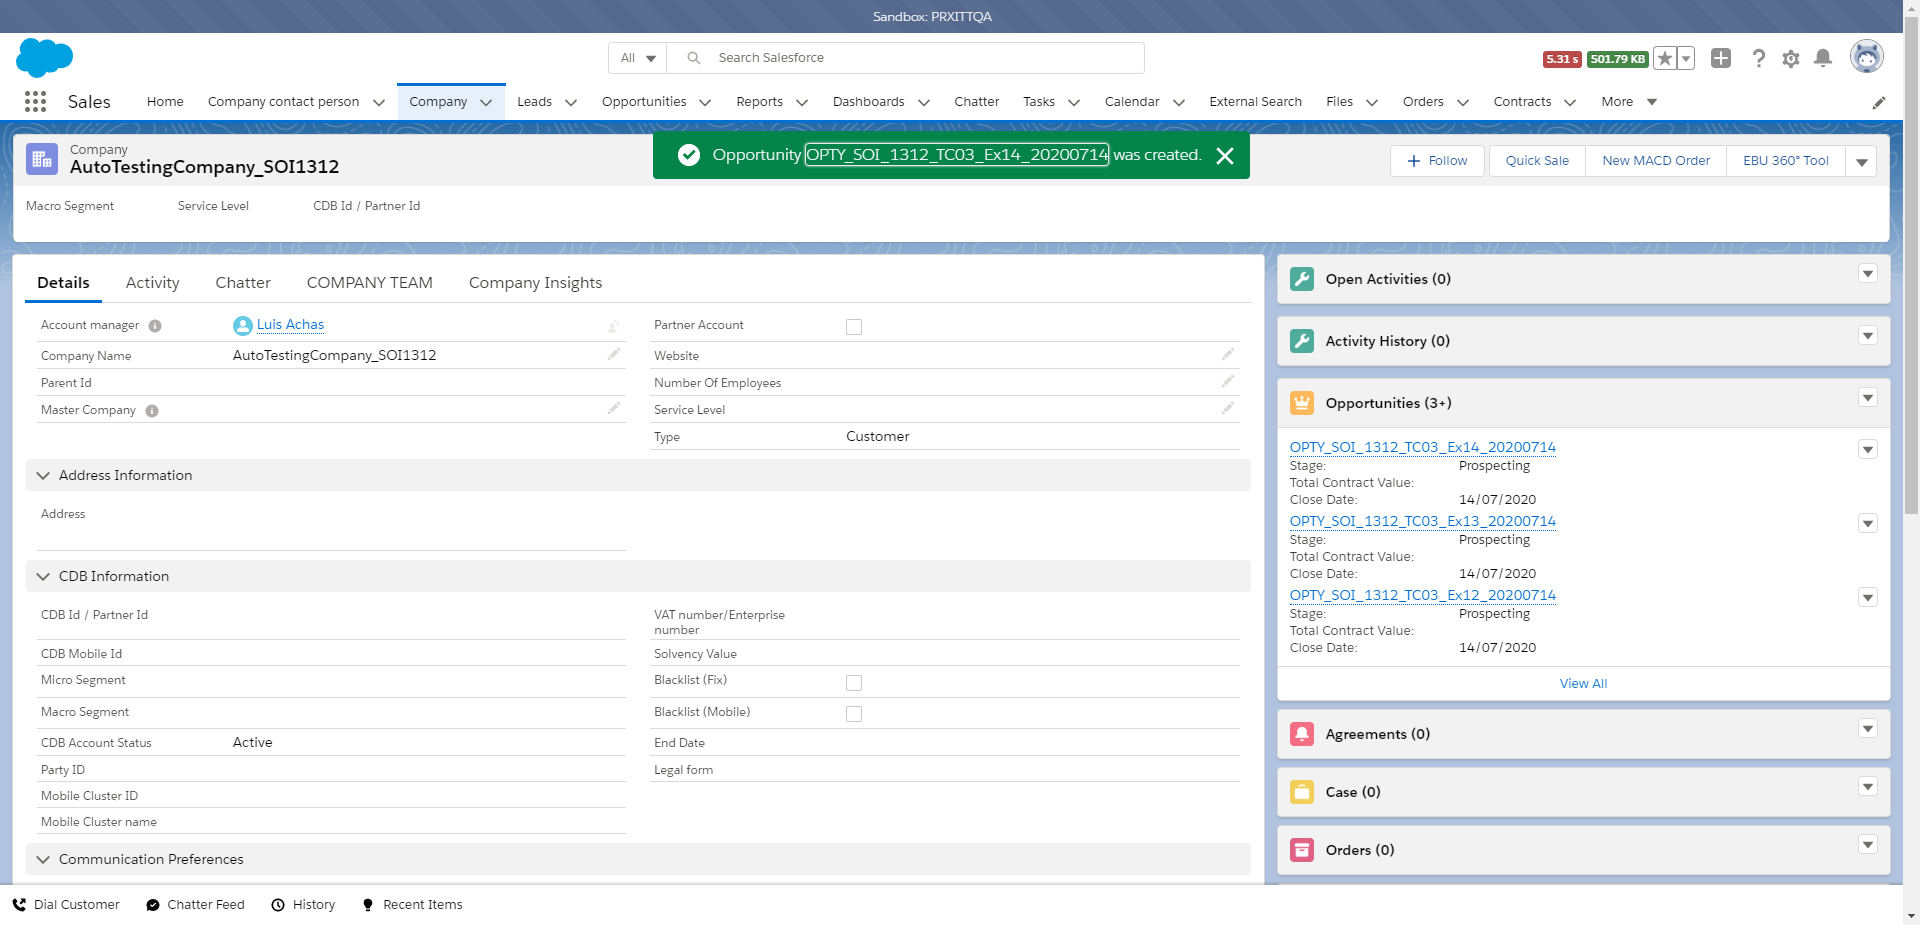 Sandbox: PRXITTQA
All
Search Salesforce
5.31 s 501.79 KB
Sales Home Company contact person Company Leads Opportunities Reports Dashboards Chatter Tasks Calendar External Search Files Orders Contracts More
Company
AutoTestingCompany_SOI1312
Opportunity OPTY_SOI_1312_TC03_Ex14_20200714 was created.
Follow Quick Sale New MACD Order EBU 360° Tool
Macro Segment Service Level CDB Id / Partner Id
Details Activity Chatter COMPANY TEAM Company Insights
Account manager Luis Achas
Company Name AutoTestingCompany_SOI1312
Parent Id
Master Company
Partner Account
Website
Number Of Employees
Service Level
Type Customer
Address Information
Address
CDB Information
CDB Id / Partner Id
CDB Mobile Id
Micro Segment
Macro Segment
CDB Account Status Active
Party ID
Mobile Cluster ID
Mobile Cluster name
VAT number/Enterprise
number
Solvency Value
Blacklist (Fix)
Blacklist (Mobile)
End Date
Legal form
Communication Preferences
Open Activities (0)
Activity History (0)
Opportunities (3+)
OPTY_SOI_1312_TC03_Ex14_20200714
Stage: Prospecting
Total Contract Value:
Close Date: 14/07/2020
OPTY_SOI_1312_TC03_Ex13_20200714
Stage: Prospecting
Total Contract Value:
Close Date: 14/07/2020
OPTY_SOI_1312_TC03_Ex12_20200714
Stage: Prospecting
Total Contract Value:
Close Date: 14/07/2020
View All
Agreements (0)
Case (0)
Orders (0)
Dial Customer Chatter Feed History Recent Items